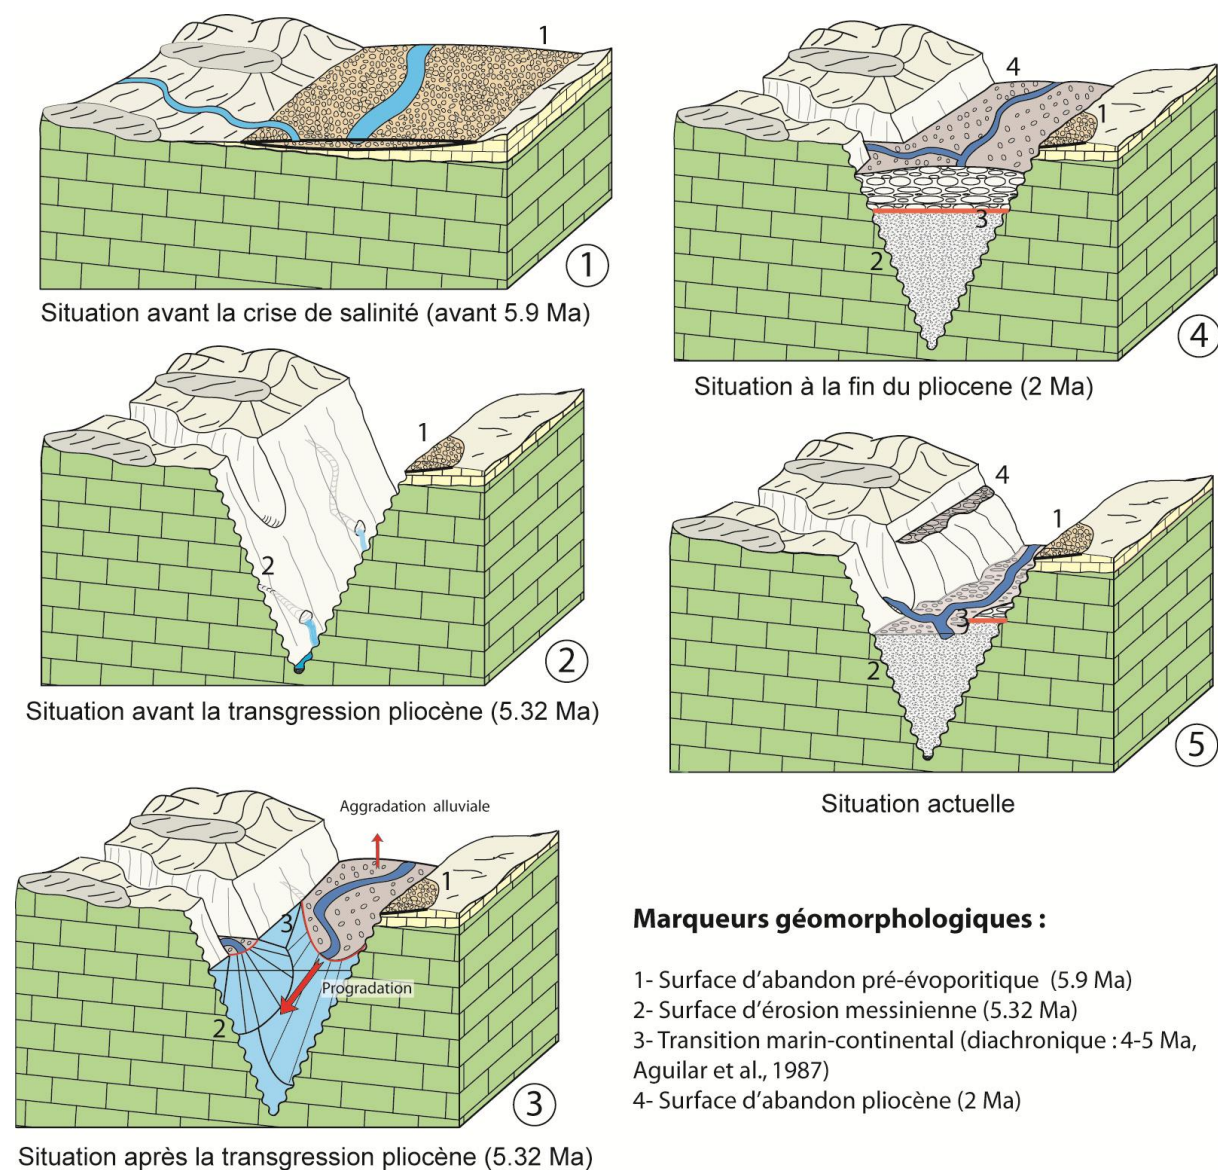 1
1
Situation avant la crise de salinité (avant 5.9 Ma)
1
2
2
Situation avant la transgression pliocène (5.32 Ma)
Aggradation alluviale
1
3
Progradation
2
3
Situation après la transgression pliocène (5.32 Ma)
4
1
3
2
4
Situation à la fin du pliocene (2 Ma)
4
1
3
2
5
Situation actuelle
Marqueurs géomorphologiques :
1- Surface d'abandon pré-évoporitique (5.9 Ma)
2- Surface d'érosion messinienne (5.32 Ma)
3- Transition marin-continental (diachronique : 4-5 Ma,
Aguilar et al., 1987)
4- Surface d'abandon pliocène (2 Ma)